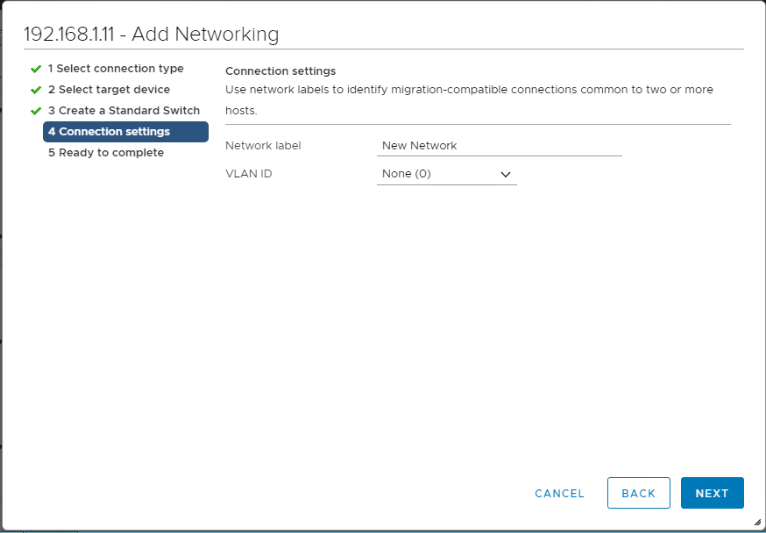 192.168.1.11 - Add Networking
1 Select connection type
2 Select target device
3 Create a Standard Switch
4 Connection settings
5 Ready to complete
Connection settings
Use network labels to identify migration-compatible connections common to two or more
hosts.
Network label New Network
VLAN ID None (0)
CANCEL BACK NEXT